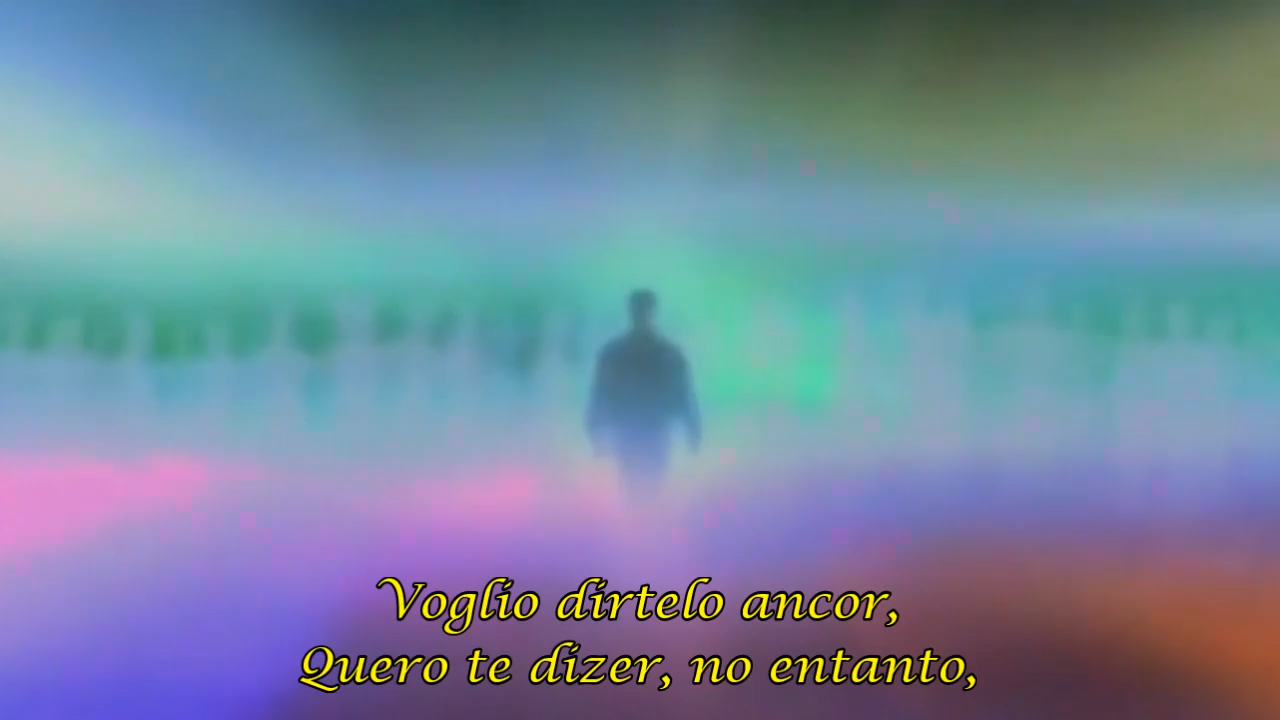 Voglio dirtelo ancor,
Quero te dizer, no entanto,